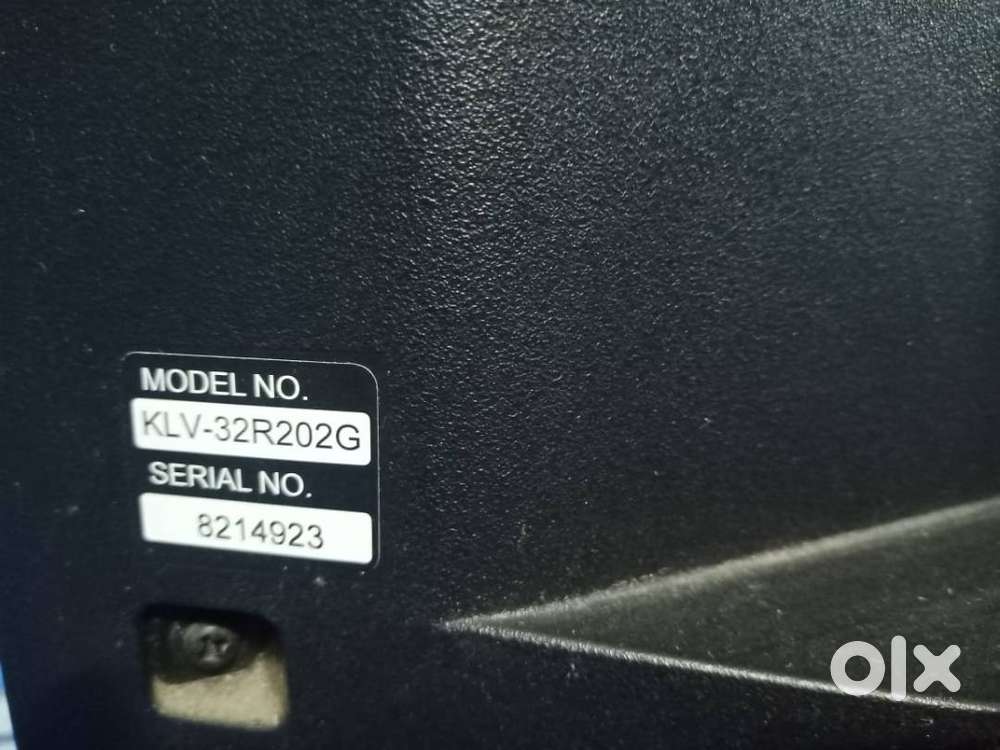 MODEL NO.
KLV-32R202G
SERIAL NO.
8214923
olx